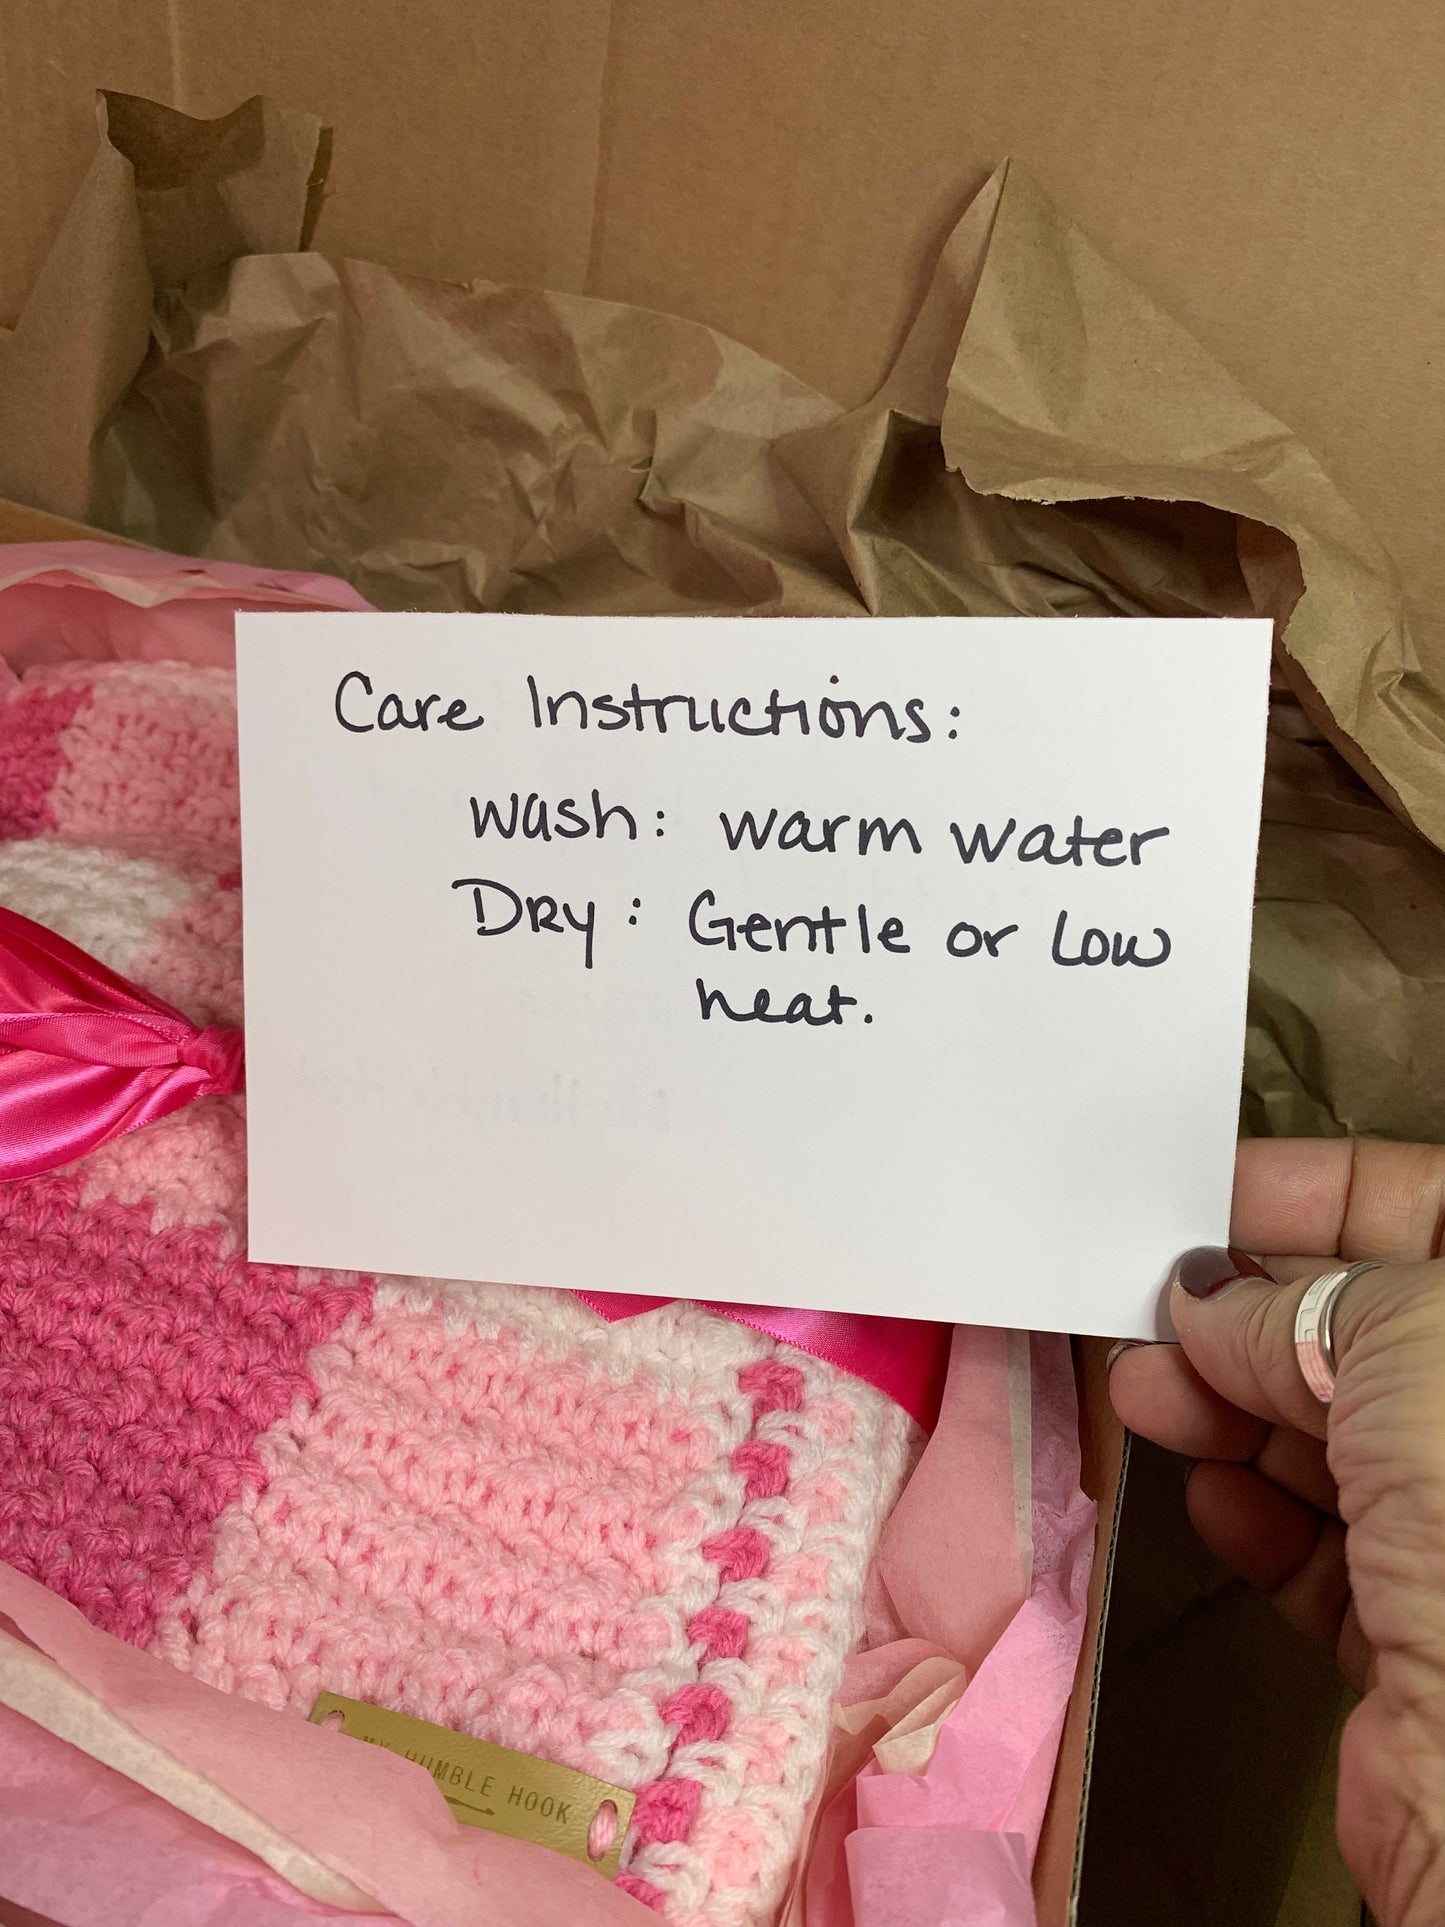 Care Instructions:
Wash: warm water
Dry: Gentle or Low
heat.
MY HUMBLE HOOK